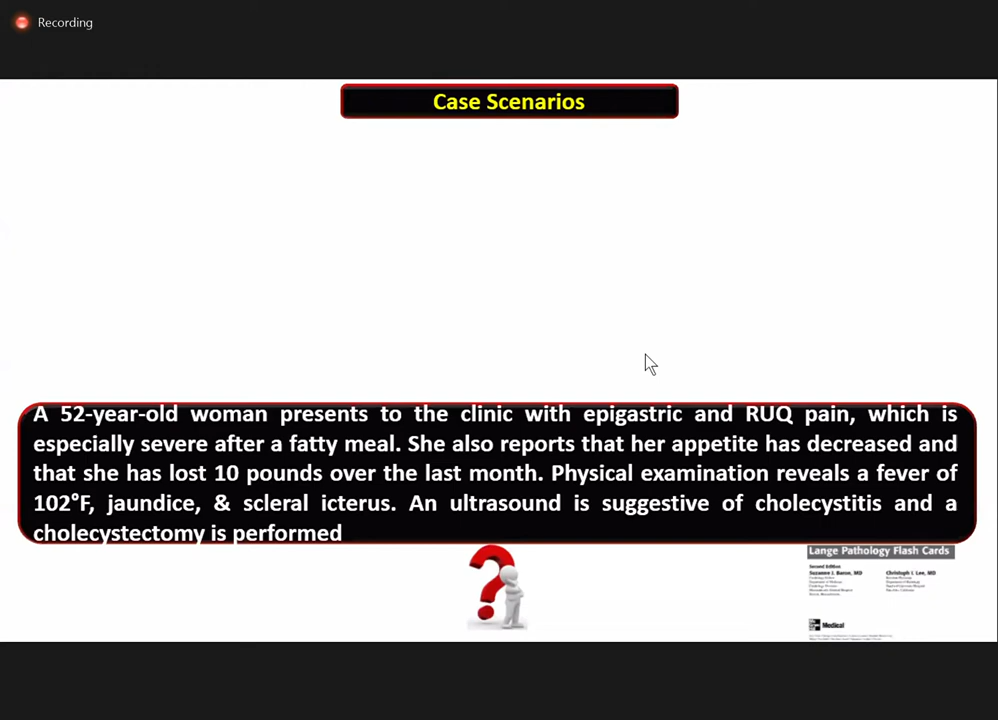 Recording
Case Scenarios
A 52-year-old woman presents to the clinic with epigastric and RUQ pain, which is
especially severe after a fatty meal. She also reports that her appetite has decreased and
that she has lost 10 pounds over the last month. Physical examination reveals a fever of
102°F, jaundice, & scleral icterus. An ultrasound is suggestive of cholecystitis and a
cholecystectomy is performed
Lange Pathology Flash Cards
Second Edition
Suzanne J. Baron, MD Christoph I. Lee, MD
Medical